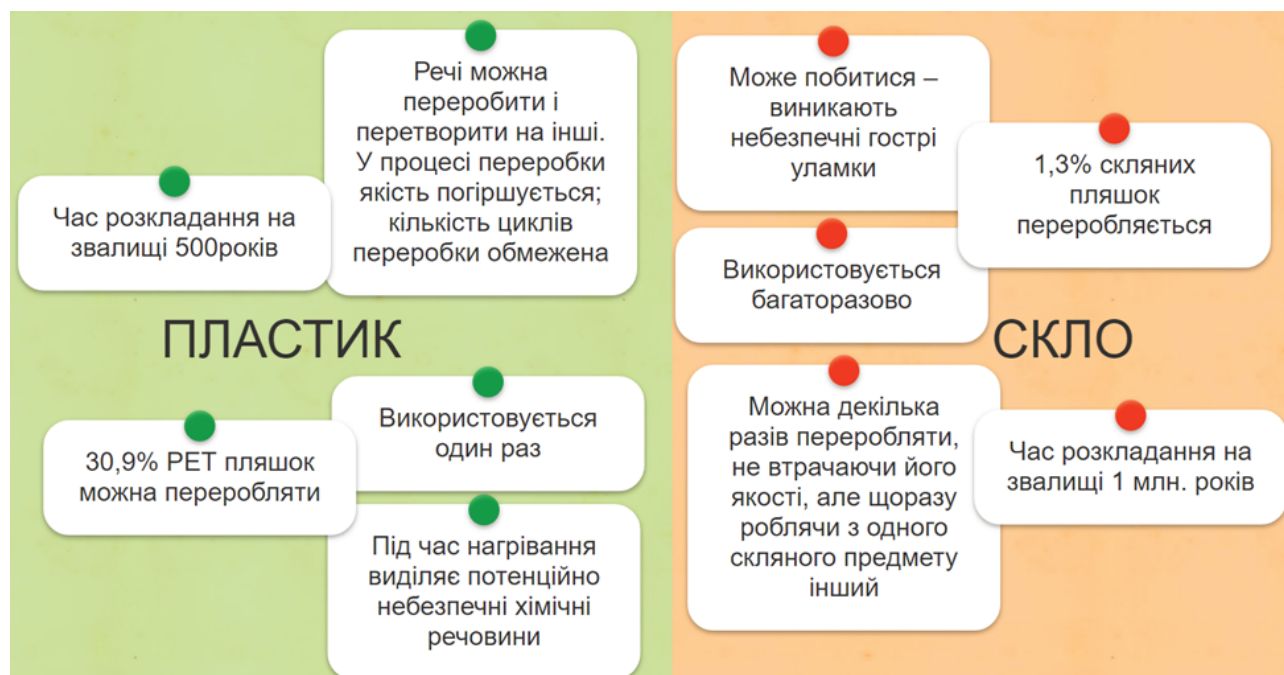 Речі можна
переробити і
перетворити на інші.
У процесі переробки
якість погіршується;
кількість циклів
переробки обмежена
Час розкладання на
звалищі 500років
ПЛАСТИК
Використовується
один раз
30,9% PET пляшок
можна переробляти
Під час нагрівання
виділяє потенційно
небезпечні хімічні
речовини
Може побитися –
виникають
небезпечні гострі
уламки
1,3% скляних
пляшок
переробляється
Використовується
багаторазово
СКЛО
Можна декілька
разів переробляти,
не втрачаючи його
якості, але щоразу
роблячи з одного
скляного предмету
інший
Час розкладання на
звалищі 1 млн. років